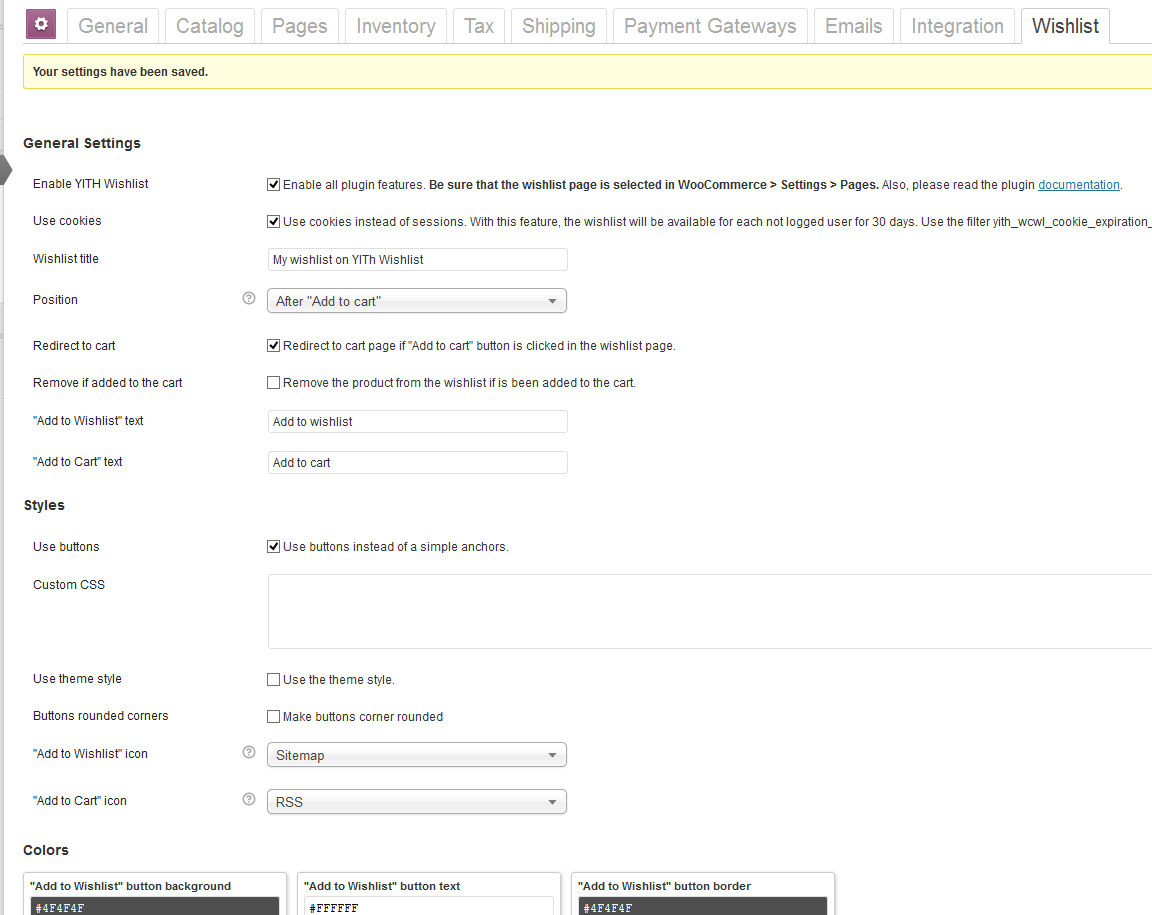 General Catalog Pages Inventory Tax Shipping Payment Gateways Emails Integration Wishlist
Your settings have been saved.
General Settings
Enable YITH Wishlist Enable all plugin features. Be sure that the wishlist page is selected in WooCommerce > Settings > Pages. Also, please read the plugin documentation.
Use cookies Use cookies instead of sessions. With this feature, the wishlist will be available for each not logged user for 30 days. Use the filter yith_wcwl_cookie_expiration_
Wishlist title My wishlist on YITh Wishlist
Position After "Add to cart"
Redirect to cart Redirect to cart page if "Add to cart" button is clicked in the wishlist page.
Remove if added to the cart Remove the product from the wishlist if is been added to the cart.
"Add to Wishlist" text Add to wishlist
"Add to Cart" text Add to cart
Styles
Use buttons Use buttons instead of a simple anchors.
Custom CSS
Use theme style Use the theme style.
Buttons rounded corners Make buttons corner rounded
"Add to Wishlist" icon Sitemap
"Add to Cart" icon RSS
Colors
"Add to Wishlist" button background "Add to Wishlist" button text "Add to Wishlist" button border
#4F4F4F #FFFFFF #4F4F4F